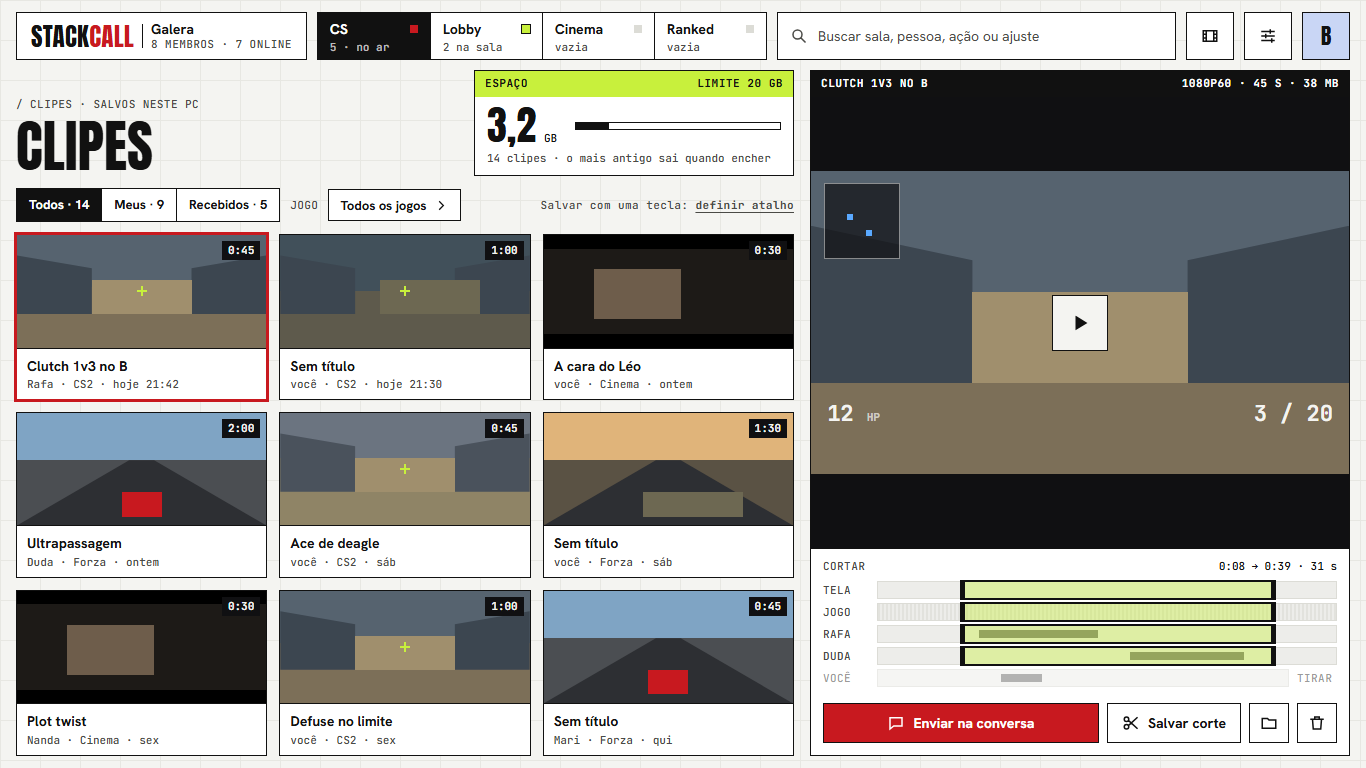 STACKCALL
Galera
8 MEMBROS · 7 ONLINE
CS
5 · no ar
Lobby
2 na sala
Cinema
vazia
Ranked
vazia
Buscar sala, pessoa, ação ou ajuste
B
/ CLIPES · SALVOS NESTE PC
CLIPES
ESPAÇO
LIMITE 20 GB
3,2 GB
14 clipes · o mais antigo sai quando encher
Todos · 14
Meus · 9
Recebidos · 5
JOGO
Todos os jogos
Salvar com uma tecla: definir atalho
0:45
Clutch 1v3 no B
Rafa · CS2 · hoje 21:42
1:00
Sem título
você · CS2 · hoje 21:30
0:30
A cara do Léo
você · Cinema · ontem
2:00
Ultrapassagem
Duda · Forza · ontem
0:45
Ace de deagle
você · CS2 · sáb
1:30
Sem título
você · Forza · sáb
0:30
Plot twist
Nanda · Cinema · sex
1:00
Defuse no limite
você · CS2 · sex
0:45
Sem título
Mari · Forza · qui
CLUTCH 1V3 NO B
1080P60 · 45 S · 38 MB
12 HP
3 / 20
CORTAR
0:08 → 0:39 · 31 s
TELA
JOGO
RAFA
DUDA
VOCÊ
TIRAR
Enviar na conversa
Salvar corte